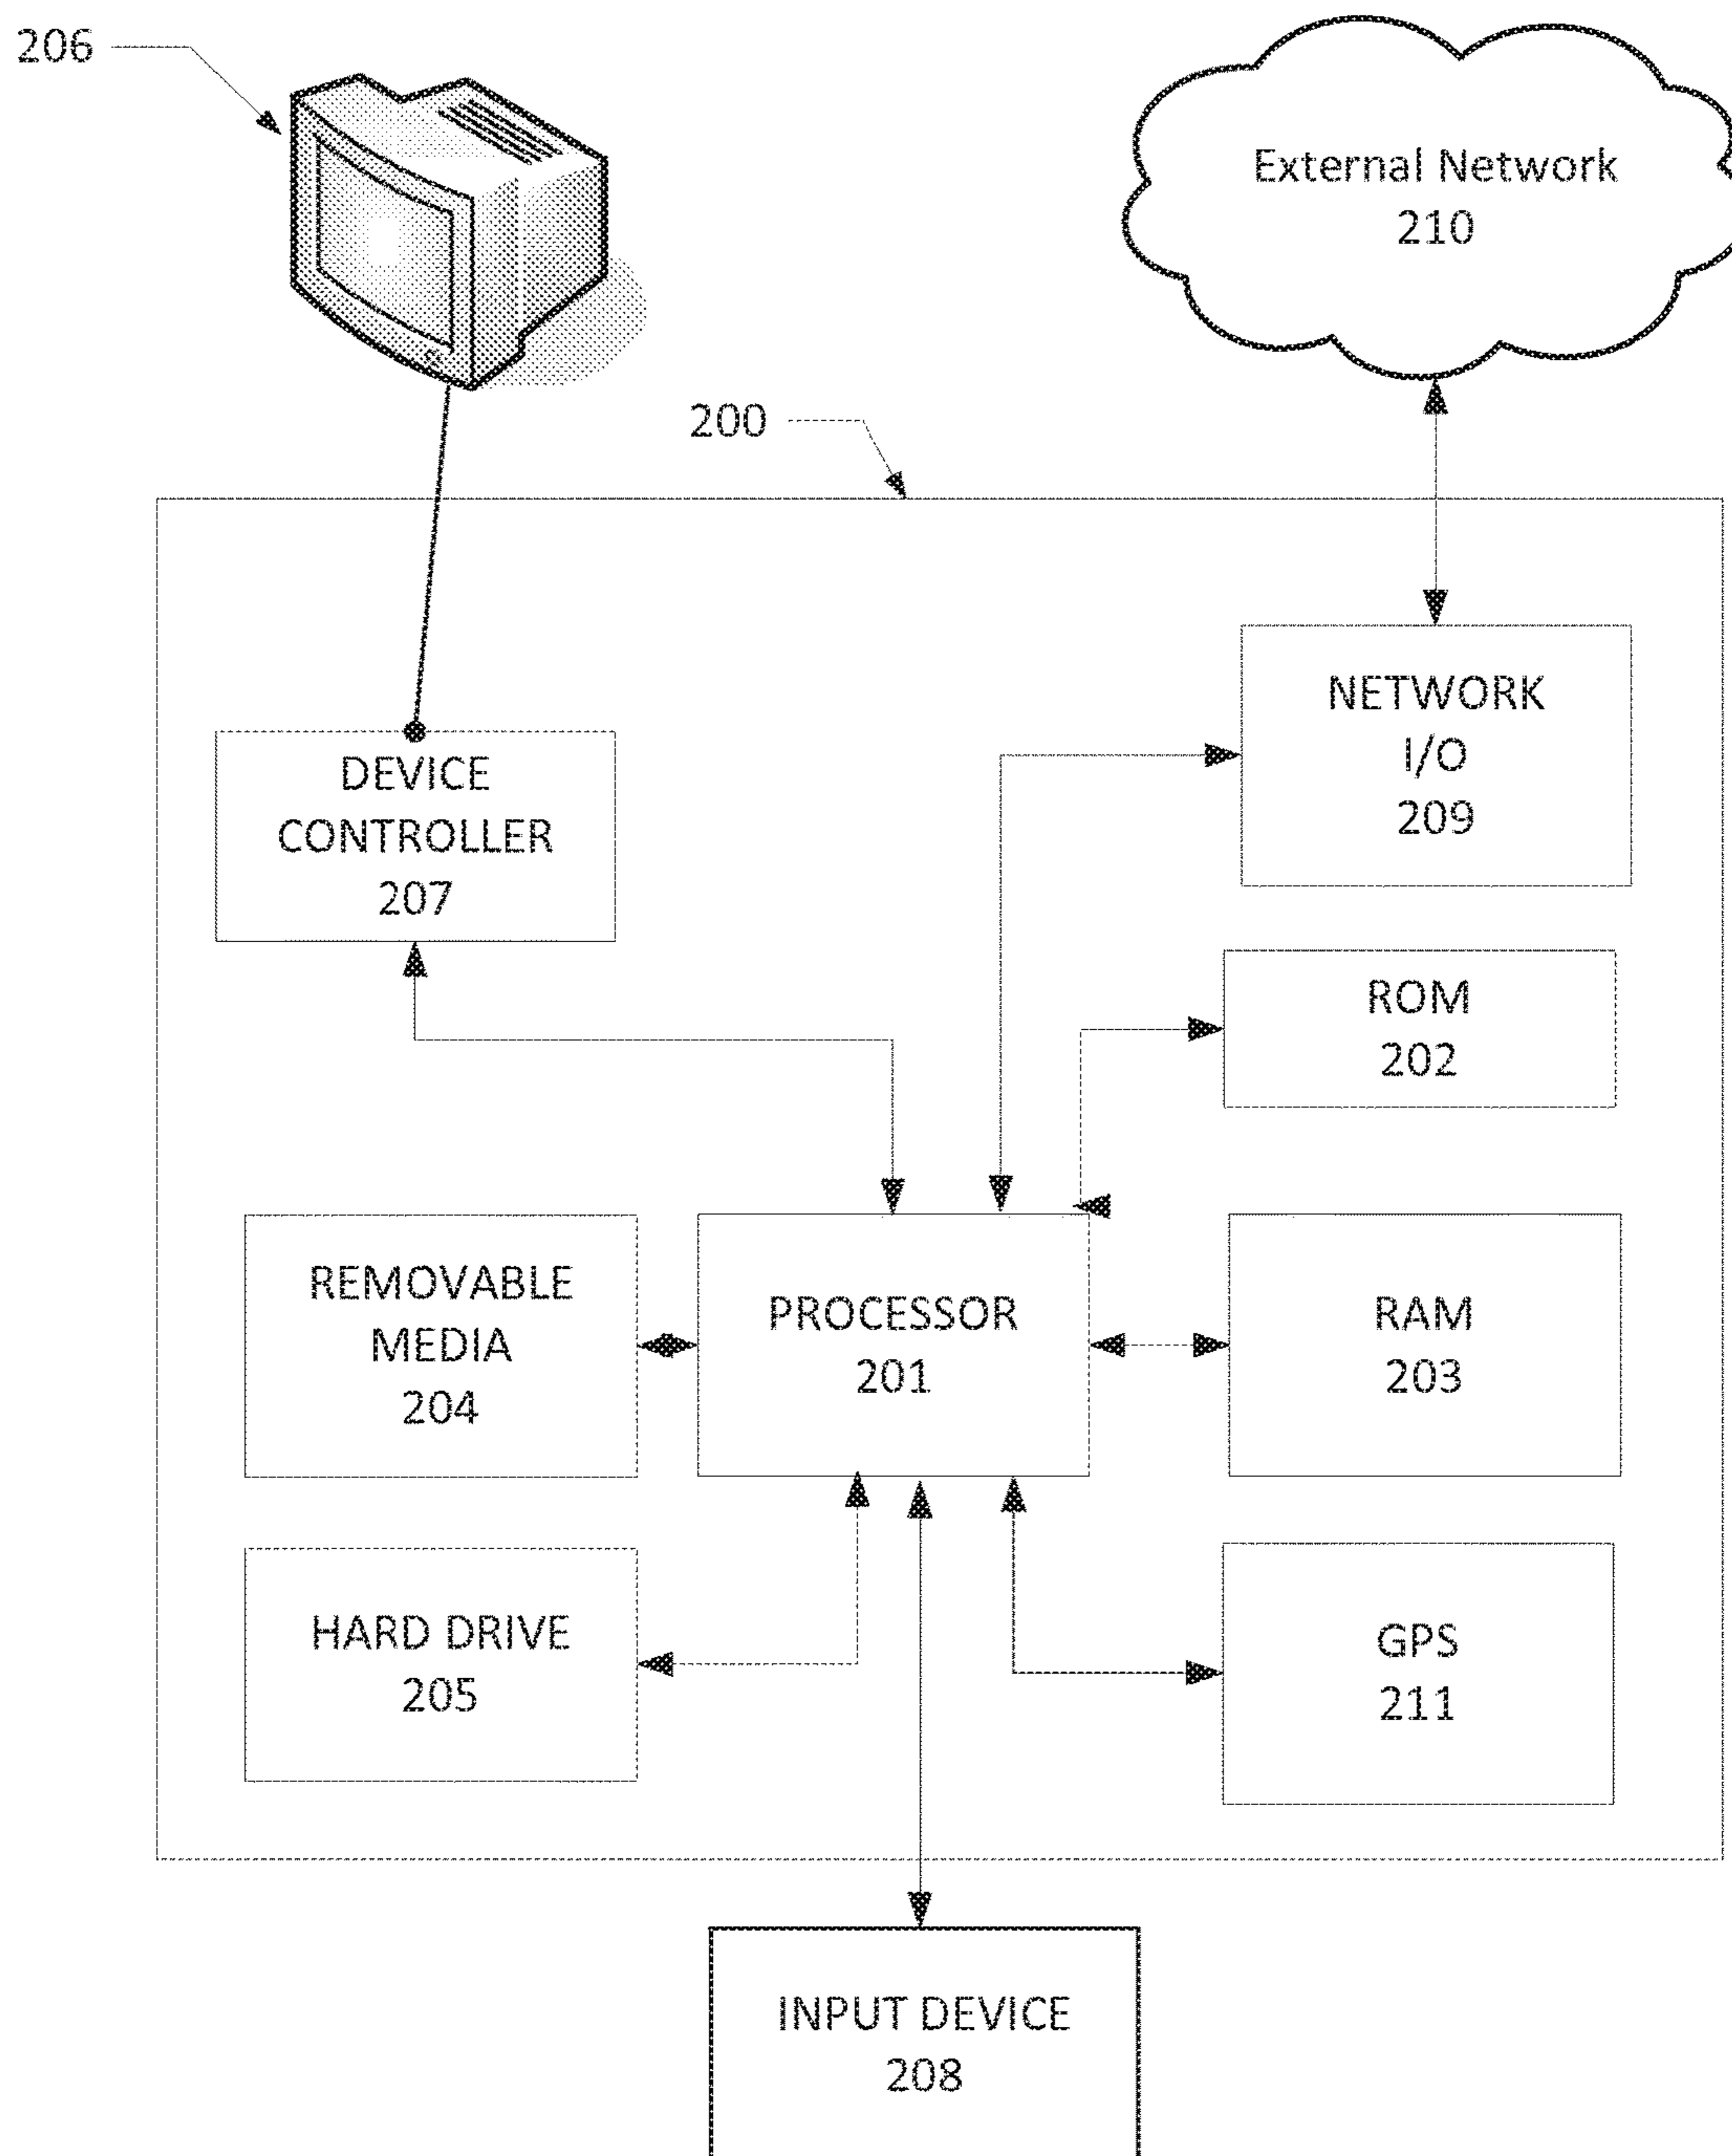 206
External Network
210
200
NETWORK
I/O
209
DEVICE
CONTROLLER
207
ROM
202
REMOVABLE
MEDIA
204
PROCESSOR
201
RAM
203
HARD DRIVE
205
GPS
211
INPUT DEVICE
208